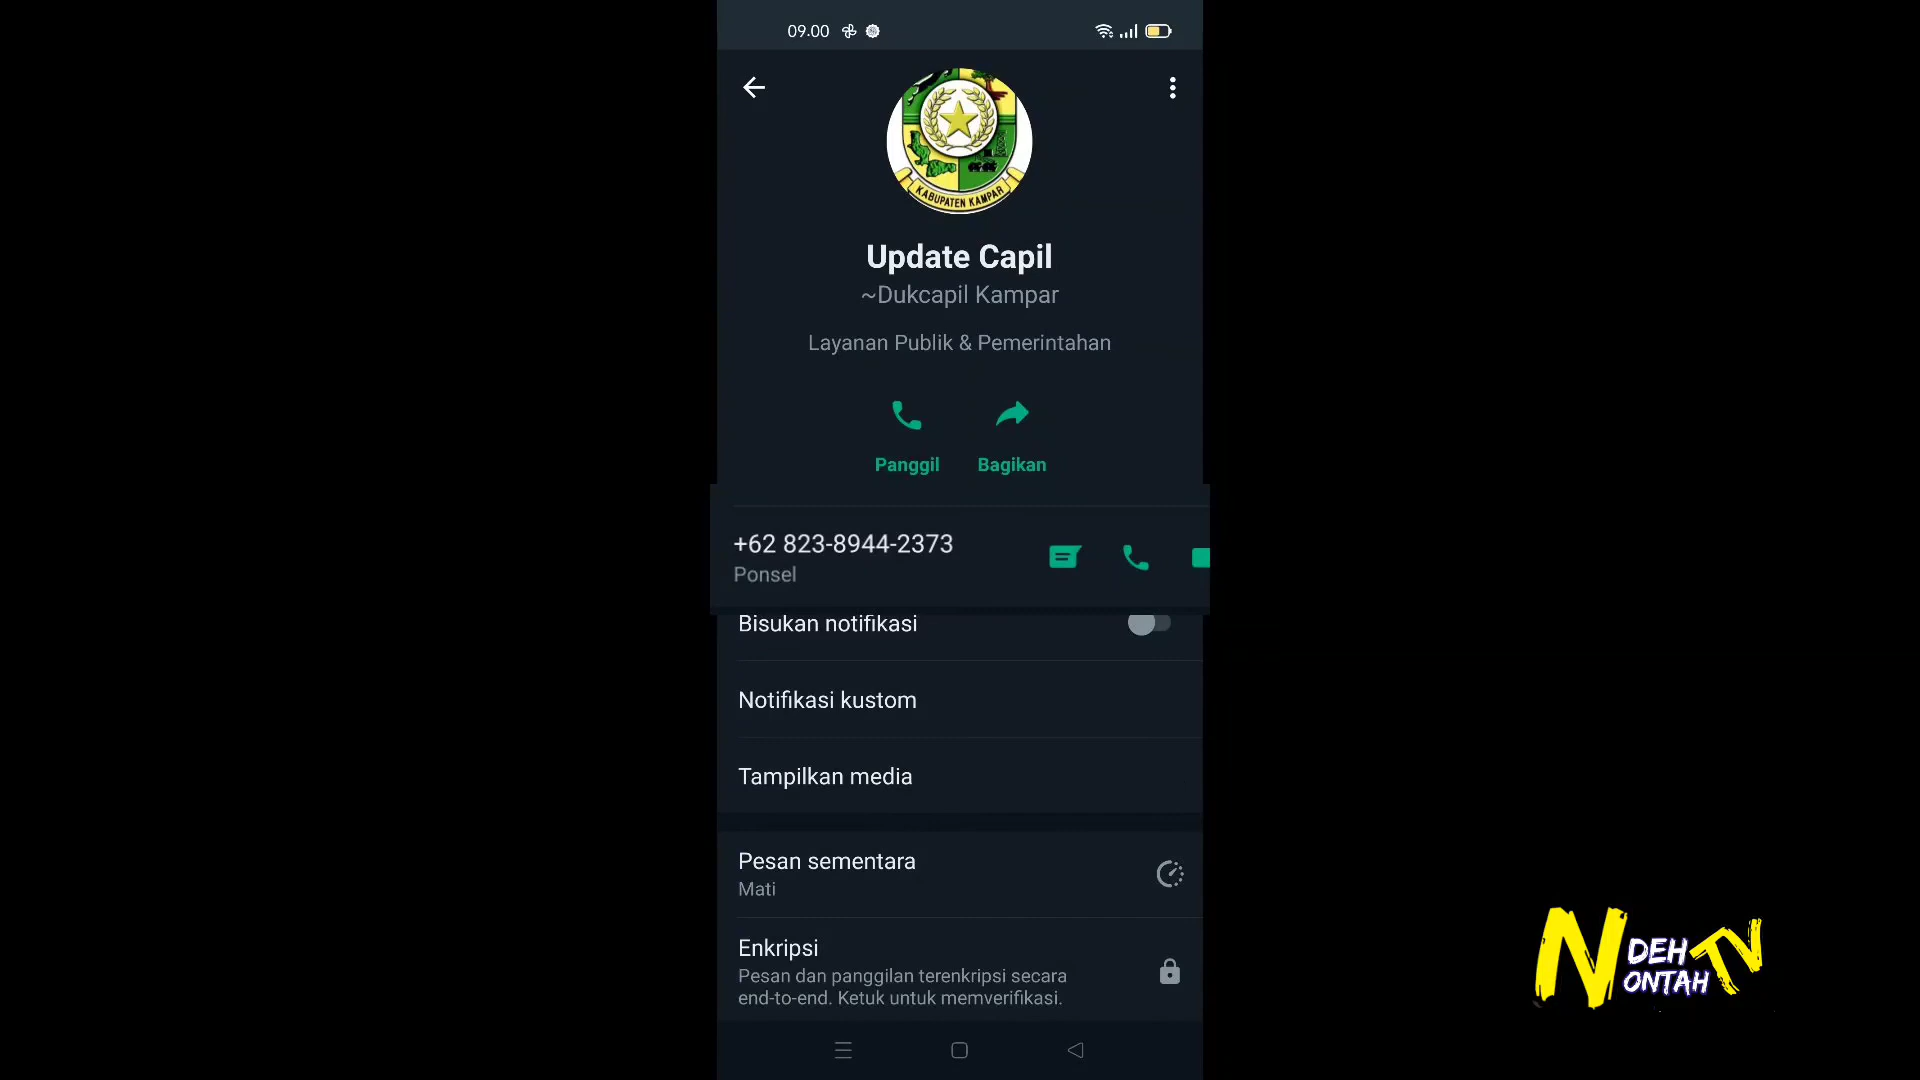 09.00
KABUPATEN KAMPAR
Update Capil
~Dukcapil Kampar
Layanan Publik & Pemerintahan
Panggil Bagikan
+62 823-8944-2373
Ponsel
Bisukan notifikasi
Notifikasi kustom
Tampilkan media
Pesan sementara
Mati
Enkripsi
Pesan dan panggilan terenkripsi secara
end-to-end. Ketuk untuk memverifikasi.
NDEH
NONTAH TV